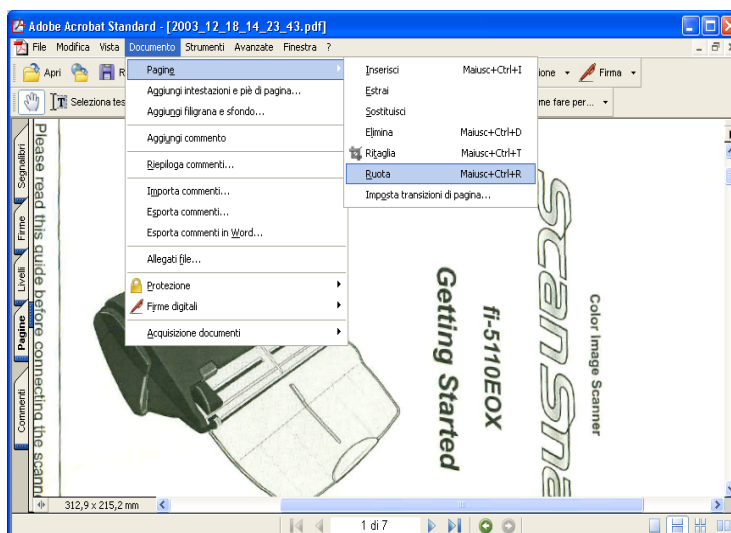 Adobe Acrobat Standard - [2003_12_18_14_23_43.pdf]
File Modifica Vista Documento Strumenti Avanzate Finestra ?
Apri
Firma
Seleziona tes
me fare per...
Pagine
Aggiungi intestazioni e piè di pagina...
Aggiungi filigrana e sfondo...
Aggiungi commento
Riepiloga commenti...
Importa commenti...
Esporta commenti...
Esporta commenti in Word...
Allegati file...
Protezione
Firme digitali
Acquisizione documenti
Inserisci Maiusc+Ctrl+I
Estrai
Sostituisci
Elimina Maiusc+Ctrl+D
Ritaglia Maiusc+Ctrl+T
Ruota Maiusc+Ctrl+R
Imposta transizioni di pagina...
Segnalibri
Firme
Livelli
Pagine
Commenti
Please read this guide before connecting the scann
Color Image Scanner
ScanSna
fi-5110EOX
Getting Started
312,9 x 215,2 mm
1 di 7